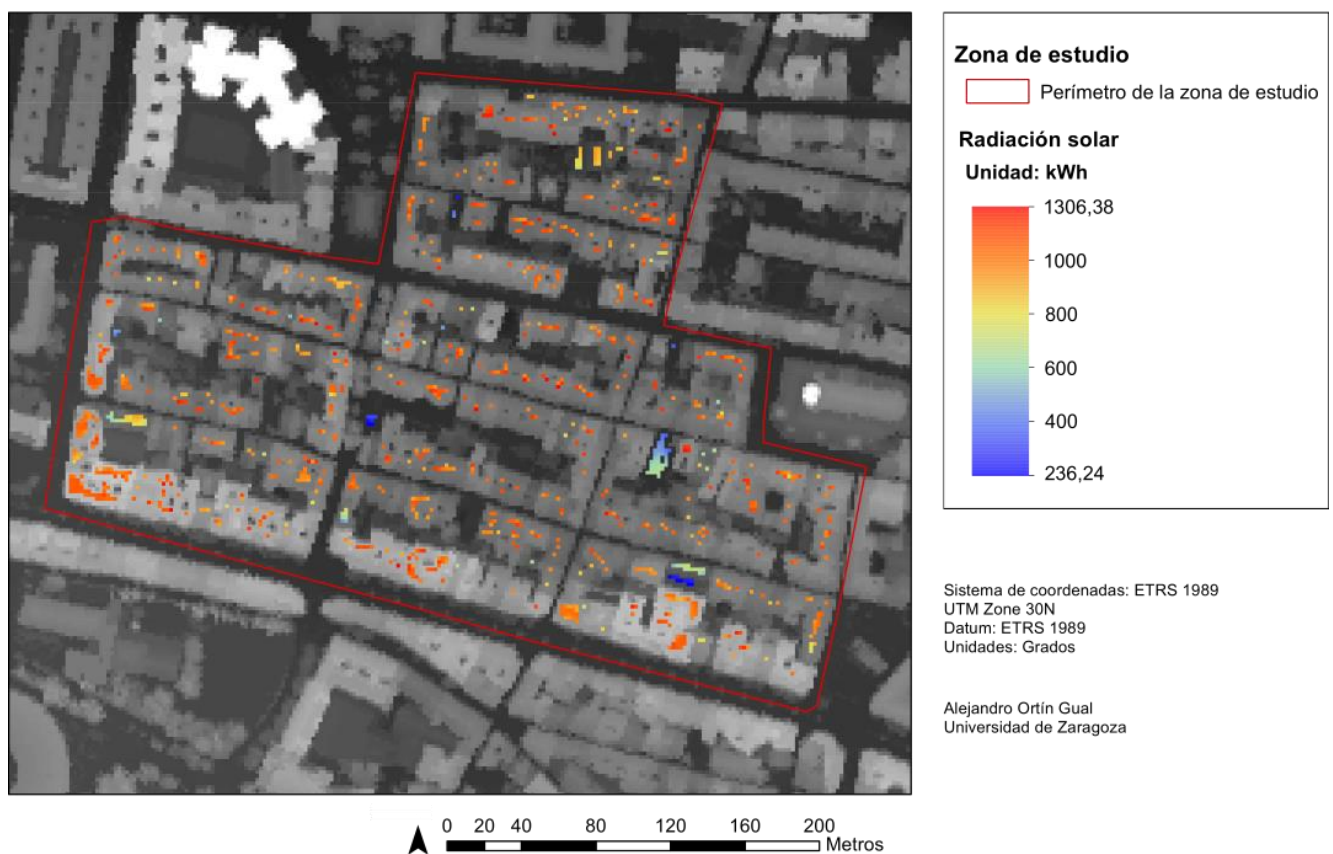 Zona de estudio
Perímetro de la zona de estudio
Radiación solar
Unidad: kWh
1306,38
1000
800
600
400
236,24
Sistema de coordenadas: ETRS 1989
UTM Zone 30N
Datum: ETRS 1989
Unidades: Grados
Alejandro Ortín Gual
Universidad de Zaragoza
0 20 40 80 120 160 200
Metros